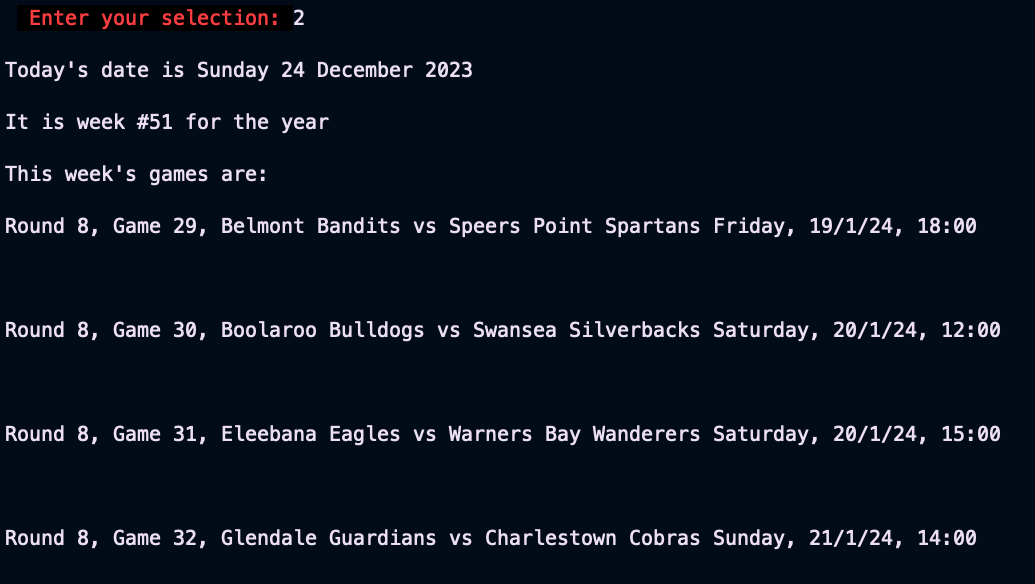 Enter your selection: 2
Today's date is Sunday 24 December 2023
It is week #51 for the year
This week's games are:
Round 8, Game 29, Belmont Bandits vs Speers Point Spartans Friday, 19/1/24, 18:00
Round 8, Game 30, Boolaroo Bulldogs vs Swansea Silverbacks Saturday, 20/1/24, 12:00
Round 8, Game 31, Eleebana Eagles vs Warners Bay Wanderers Saturday, 20/1/24, 15:00
Round 8, Game 32, Glendale Guardians vs Charlestown Cobras Sunday, 21/1/24, 14:00